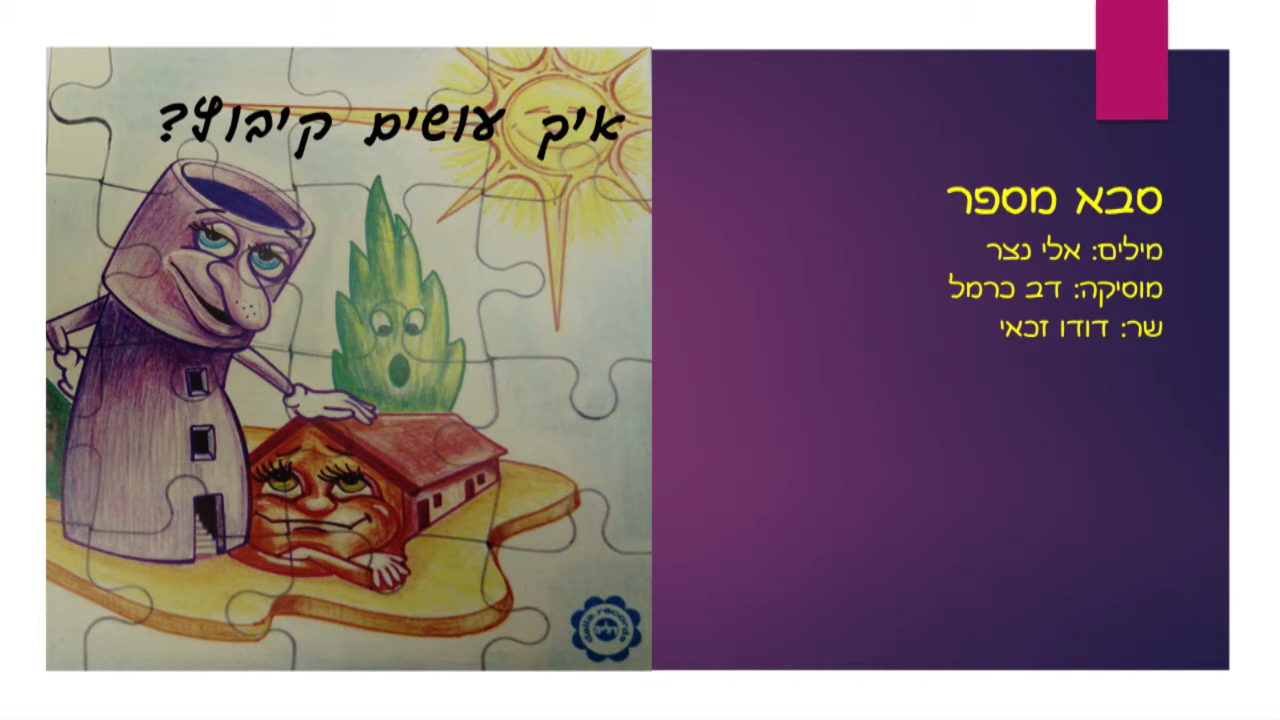 איך עושים קיבוץ?
סבא מספר
מילים: אלי נצר
מוסיקה: דב כרמל
שר: דודו זכאי